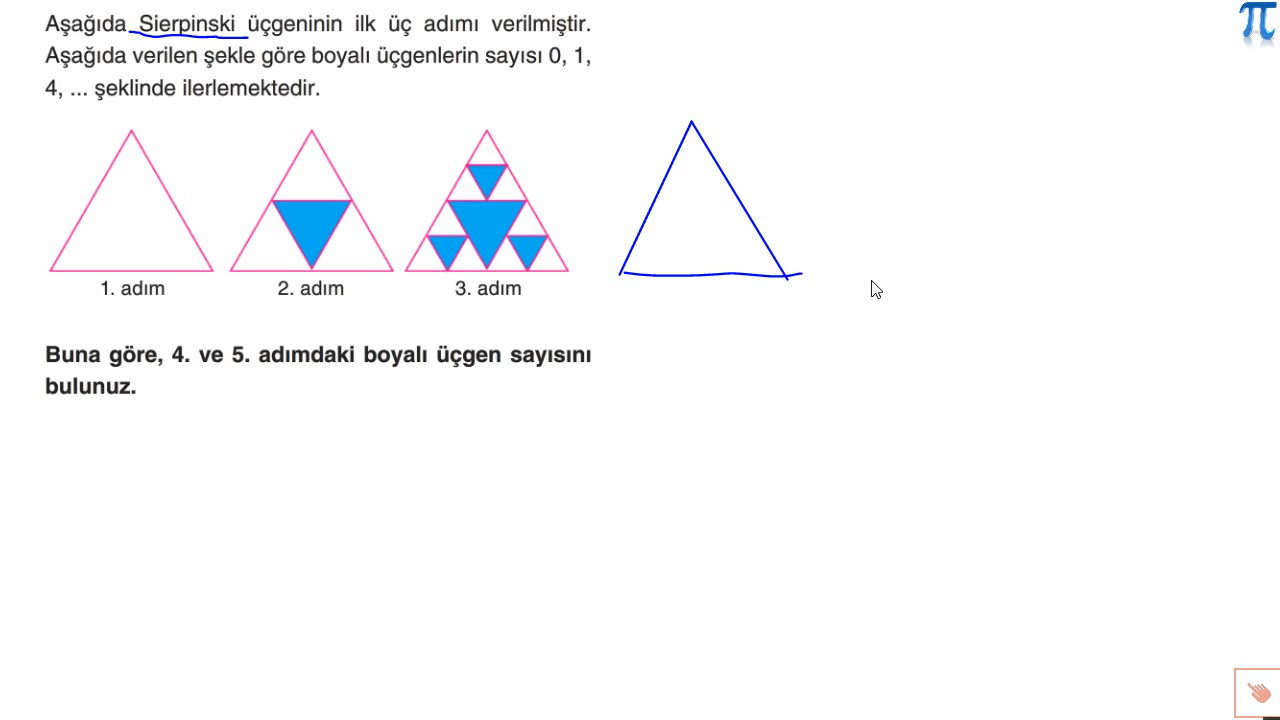 Aşağıda Sierpinski üçgeninin ilk üç adımı verilmiştir.
Aşağıda verilen şekle göre boyalı üçgenlerin sayısı 0, 1,
4, ... şeklinde ilerlemektedir.
1. adım 2. adım 3. adım
Buna göre, 4. ve 5. adımdaki boyalı üçgen sayısını
bulunuz.
π